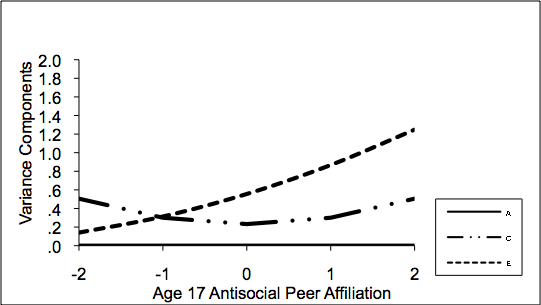 Variance Components
2.0
1.8
1.6
1.4
1.2
1.0
.8
.6
.4
.2
.0
-2 -1 0 1 2
Age 17 Antisocial Peer Affiliation
A
C
E